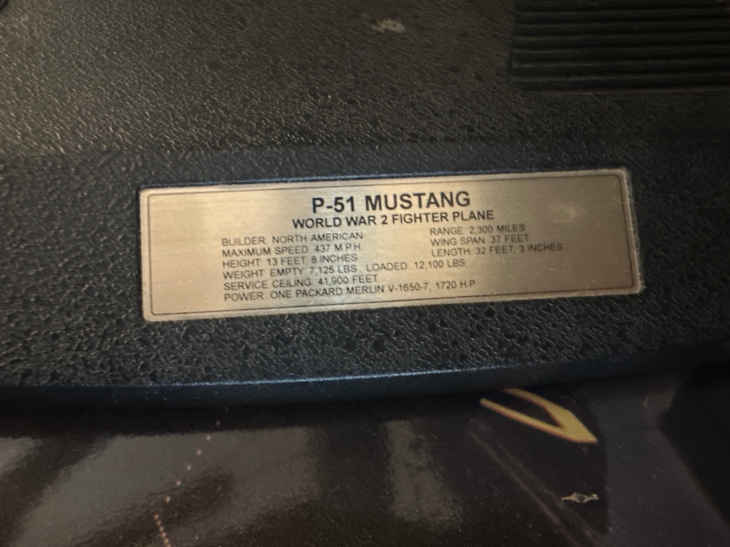 P-51 MUSTANG
WORLD WAR 2 FIGHTER PLANE
BUILDER: NORTH AMERICAN RANGE: 2,300 MILES
MAXIMUM SPEED: 437 M.P.H. WING SPAN: 37 FEET
HEIGHT: 13 FEET 8 INCHES LENGTH: 32 FEET, 3 INCHES
WEIGHT EMPTY: 7,125 LBS., LOADED: 12,100 LBS.
SERVICE CEILING: 41,900 FEET
POWER: ONE PACKARD MERLIN V-1650-7, 1720 H.P.